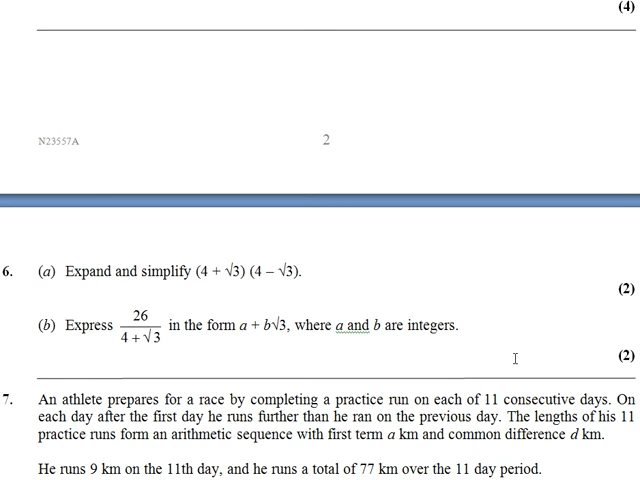 (4)
N23557A
2
6. (a) Expand and simplify (4 + √3) (4 – √3).
(2)
(b) Express 26/(4 + √3) in the form a + b√3, where a and b are integers.
(2)
7. An athlete prepares for a race by completing a practice run on each of 11 consecutive days. On
each day after the first day he runs further than he ran on the previous day. The lengths of his 11
practice runs form an arithmetic sequence with first term a km and common difference d km.
He runs 9 km on the 11th day, and he runs a total of 77 km over the 11 day period.